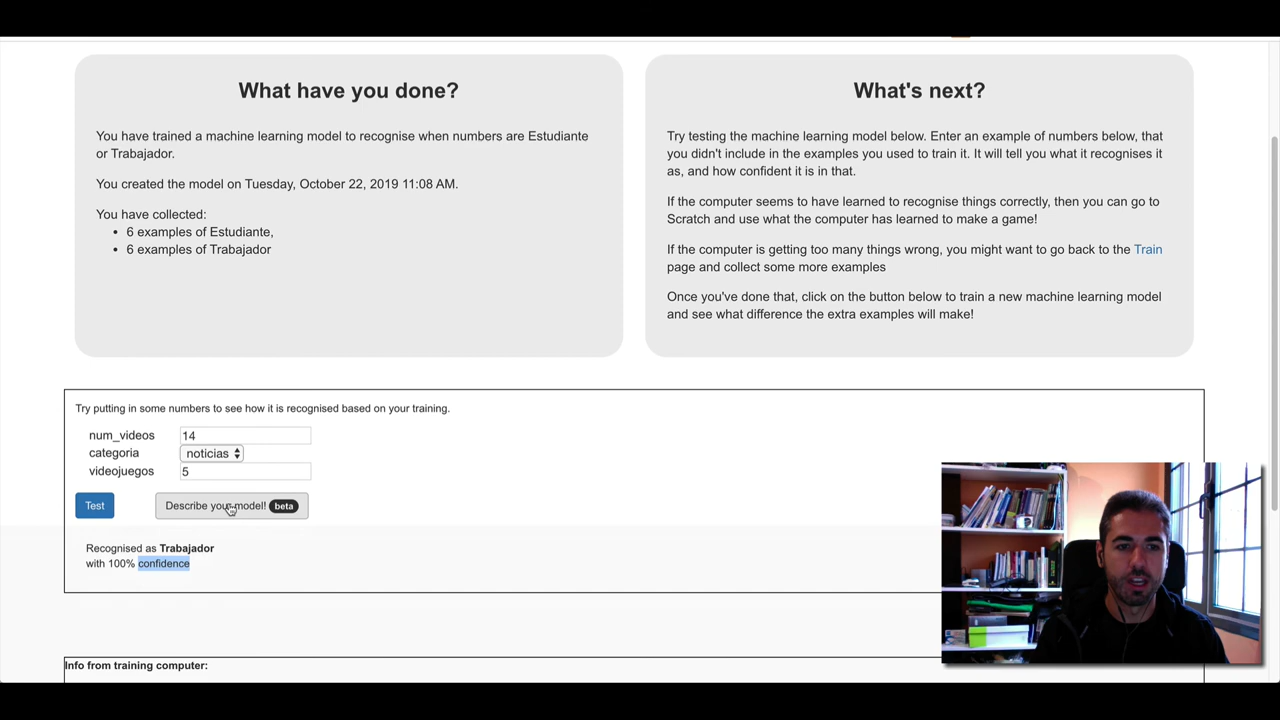 What have you done?
You have trained a machine learning model to recognise when numbers are Estudiante
or Trabajador.
You created the model on Tuesday, October 22, 2019 11:08 AM.
You have collected:
• 6 examples of Estudiante,
• 6 examples of Trabajador
What's next?
Try testing the machine learning model below. Enter an example of numbers below, that
you didn't include in the examples you used to train it. It will tell you what it recognises it
as, and how confident it is in that.
If the computer seems to have learned to recognise things correctly, then you can go to
Scratch and use what the computer has learned to make a game!
If the computer is getting too many things wrong, you might want to go back to the Train
page and collect some more examples
Once you've done that, click on the button below to train a new machine learning model
and see what difference the extra examples will make!
Try putting in some numbers to see how it is recognised based on your training.
num_videos 14
categoria noticias
videojuegos 5
Test Describe your model! beta
Recognised as Trabajador
with 100% confidence
Info from training computer: